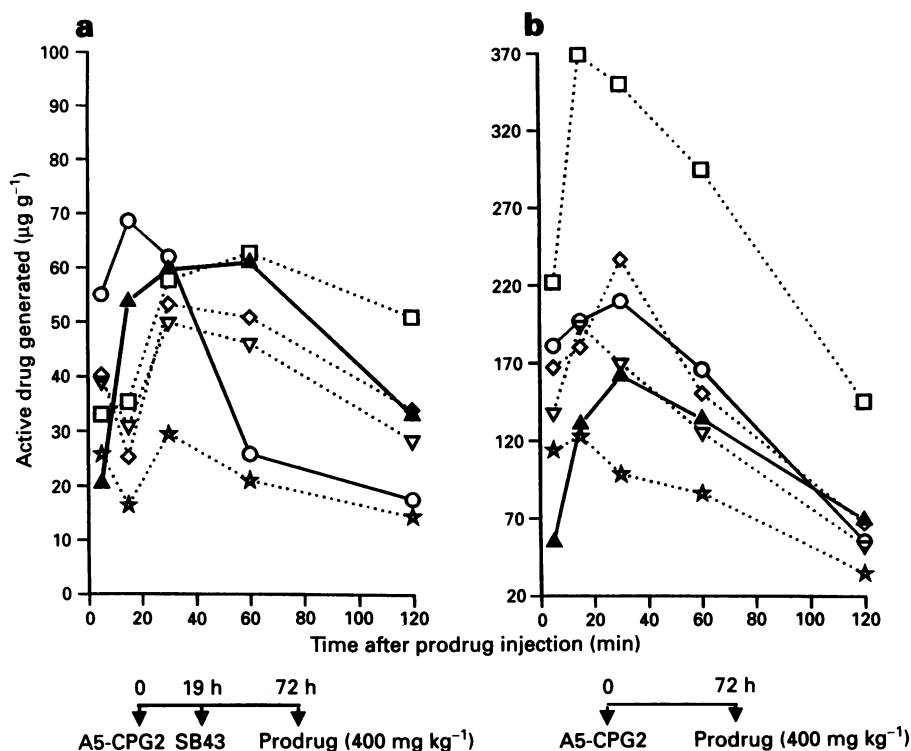 a
b
Active drug generated (µg g⁻¹)
100
90
80
70
60
50
40
30
20
10
0
0 20 40 60 80 100 120
370
320
270
220
170
120
70
20
0 20 40 60 80 100 120
Time after prodrug injection (min)
0 19 h 72 h
A5-CPG2 SB43 Prodrug (400 mg kg⁻¹)
0 72 h
A5-CPG2 Prodrug (400 mg kg⁻¹)